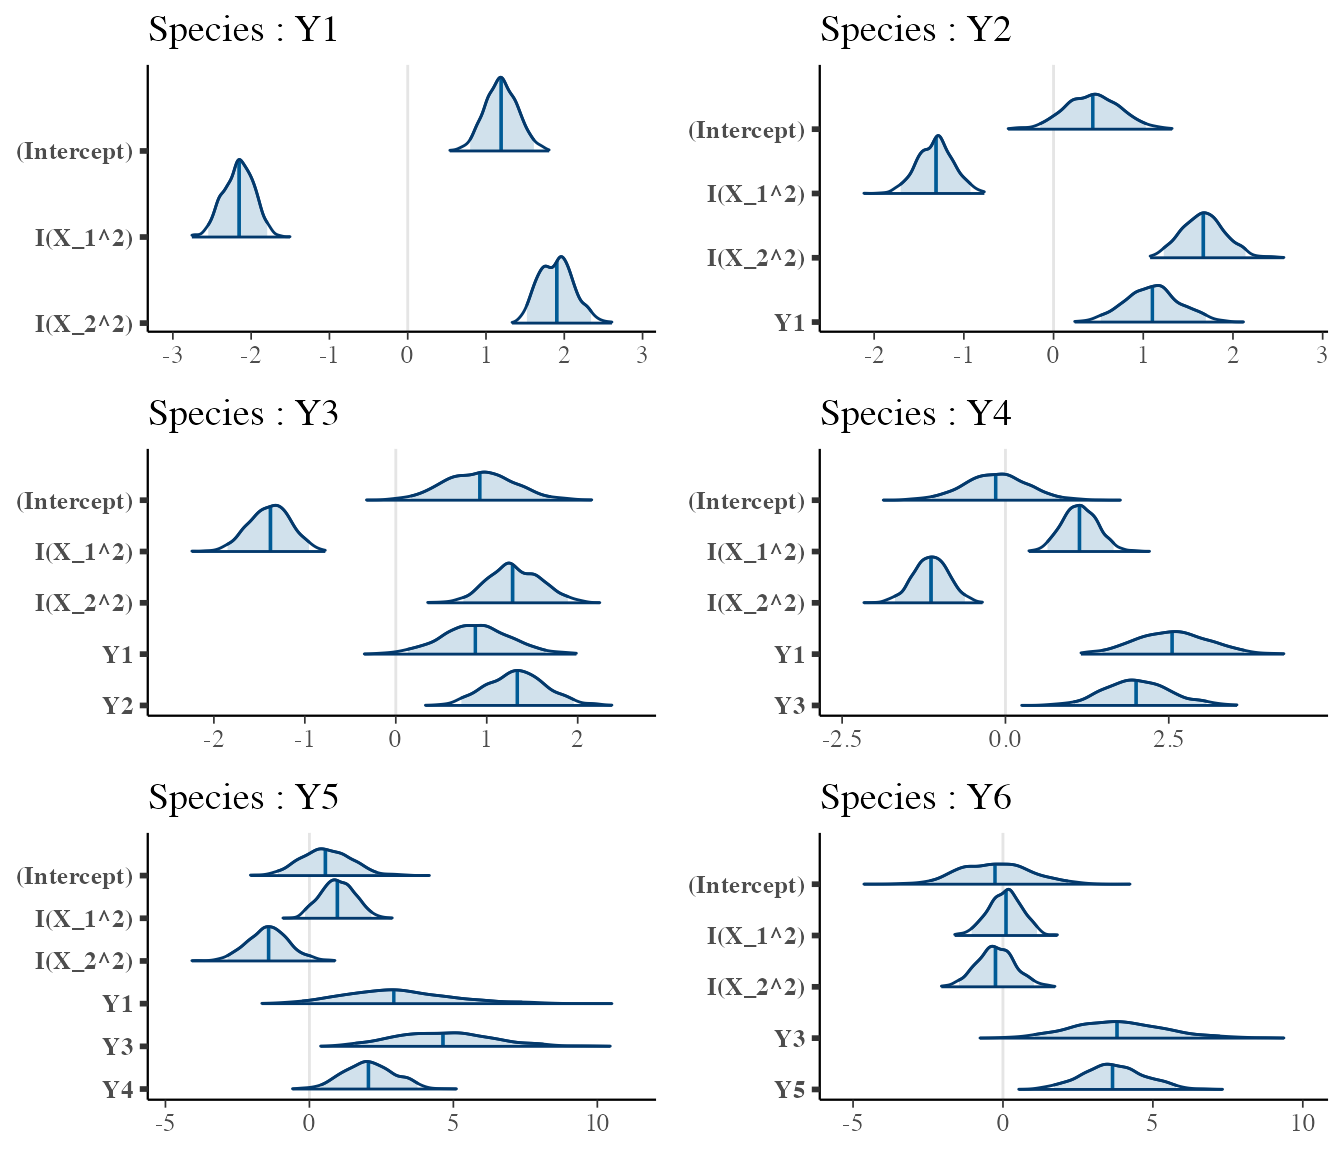 Species : Y1
(Intercept)
I(X_1^2)
I(X_2^2)
-3 -2 -1 0 1 2 3
Species : Y2
(Intercept)
I(X_1^2)
I(X_2^2)
Y1
-2 -1 0 1 2 3
Species : Y3
(Intercept)
I(X_1^2)
I(X_2^2)
Y1
Y2
-2 -1 0 1 2
Species : Y4
(Intercept)
I(X_1^2)
I(X_2^2)
Y1
Y3
-2.5 0.0 2.5
Species : Y5
(Intercept)
I(X_1^2)
I(X_2^2)
Y1
Y3
Y4
-5 0 5 10
Species : Y6
(Intercept)
I(X_1^2)
I(X_2^2)
Y3
Y5
-5 0 5 10